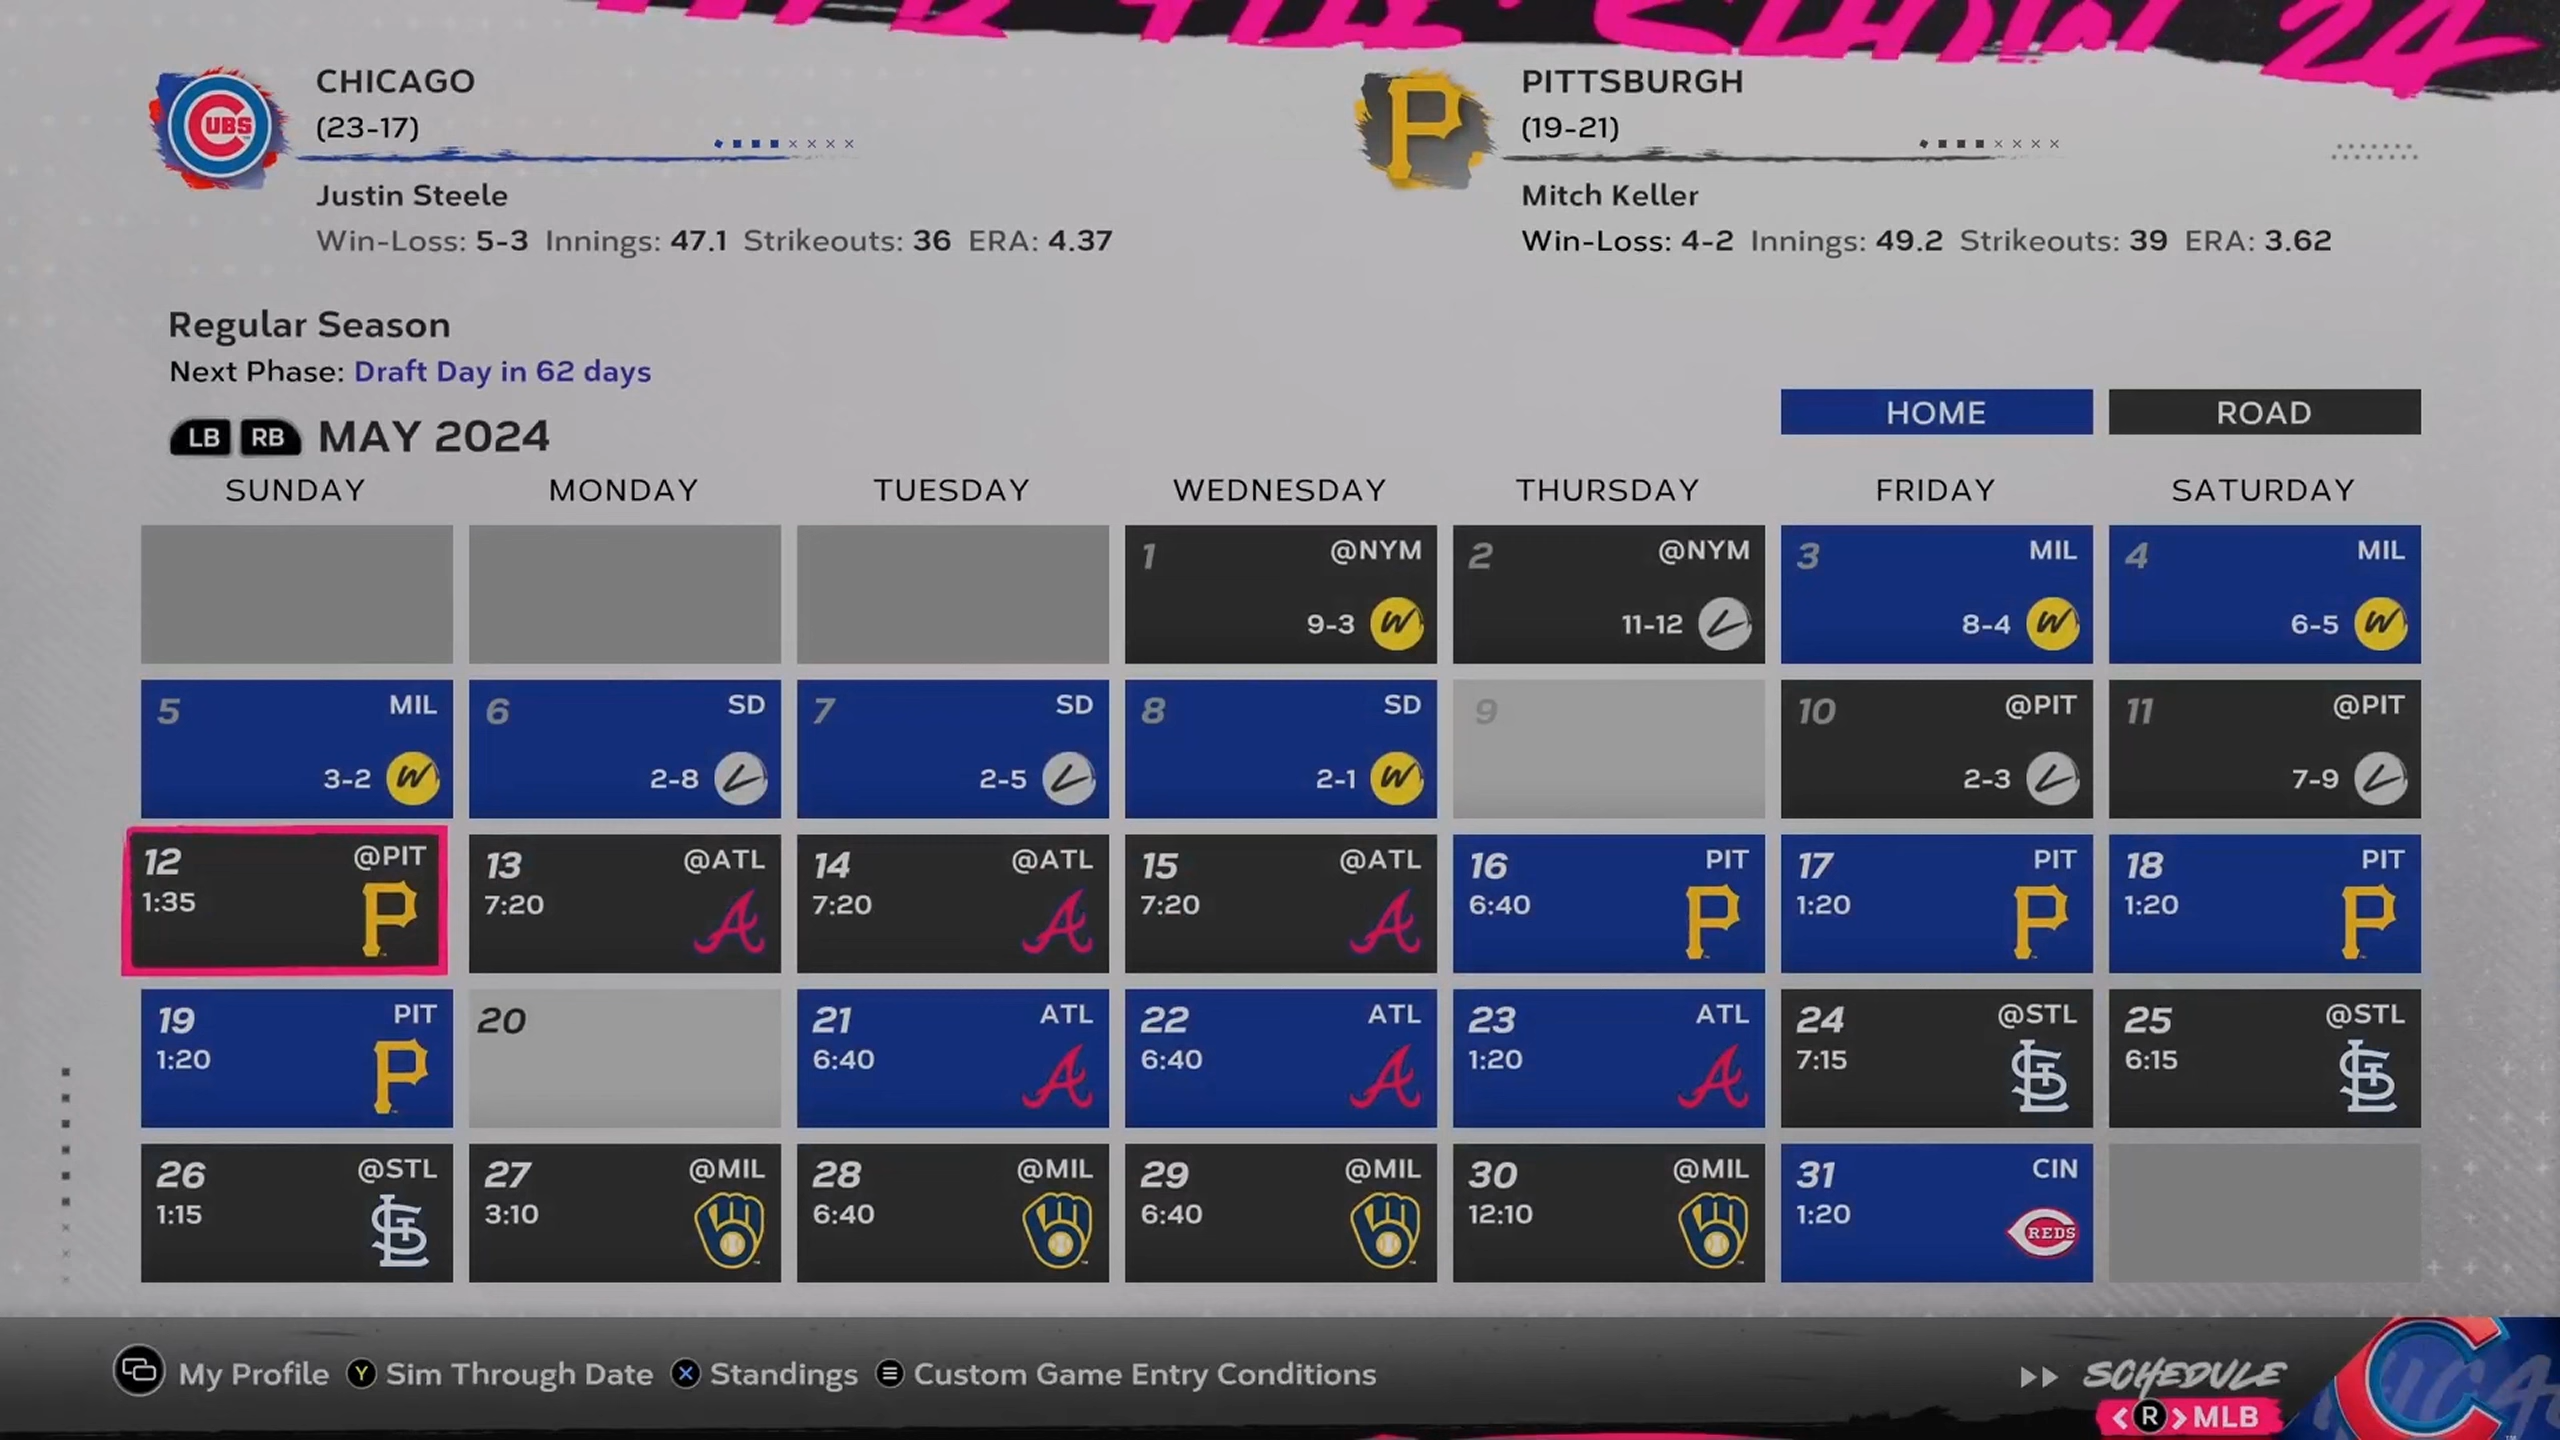 MLB THE SHOW 24
CHICAGO
(23-17)
Justin Steele
Win-Loss: 5-3 Innings: 47.1 Strikeouts: 36 ERA: 4.37
PITTSBURGH
(19-21)
Mitch Keller
Win-Loss: 4-2 Innings: 49.2 Strikeouts: 39 ERA: 3.62
CUBS
P
Regular Season
Next Phase: Draft Day in 62 days
LB RB MAY 2024
HOME ROAD
SUNDAY MONDAY TUESDAY WEDNESDAY THURSDAY FRIDAY SATURDAY
1 @NYM 2 @NYM 3 MIL 4 MIL
9-3 W 11-12 L 8-4 W 6-5 W
5 MIL 6 SD 7 SD 8 SD 9 10 @PIT 11 @PIT
3-2 W 2-8 L 2-5 L 2-1 W 2-3 L 7-9 L
12 @PIT 13 @ATL 14 @ATL 15 @ATL 16 PIT 17 PIT 18 PIT
1:35 P 7:20 A 7:20 A 7:20 A 6:40 P 1:20 P 1:20 P
19 PIT 20 21 ATL 22 ATL 23 ATL 24 @STL 25 @STL
1:20 P 6:40 A 6:40 A 1:20 A 7:15 STL 6:15 STL
26 @STL 27 @MIL 28 @MIL 29 @MIL 30 @MIL 31 CIN
1:15 STL 3:10 6:40 6:40 12:10 1:20 REDS
My Profile Y Sim Through Date X Standings Custom Game Entry Conditions
SCHEDULE
R MLB